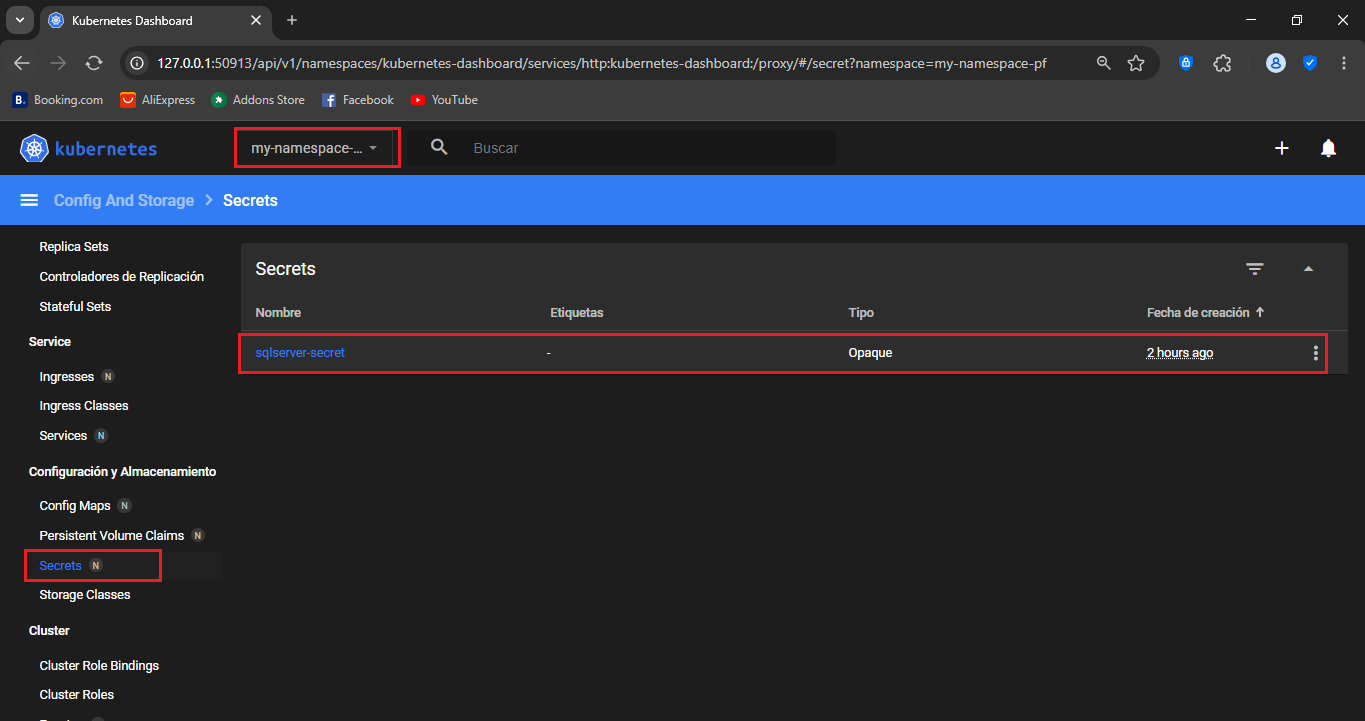 Kubernetes Dashboard
127.0.0.1:50913/api/v1/namespaces/kubernetes-dashboard/services/http:kubernetes-dashboard:/proxy/#/secret?namespace=my-namespace-pf
B. Booking.com AliExpress Addons Store Facebook YouTube
kubernetes my-namespace-... Buscar
Config And Storage > Secrets
Replica Sets
Controladores de Replicación
Stateful Sets
Service
Ingresses N
Ingress Classes
Services N
Configuración y Almacenamiento
Config Maps N
Persistent Volume Claims N
Secrets N
Storage Classes
Cluster
Cluster Role Bindings
Cluster Roles
Secrets
Nombre Etiquetas Tipo Fecha de creación
sqlserver-secret - Opaque 2 hours ago